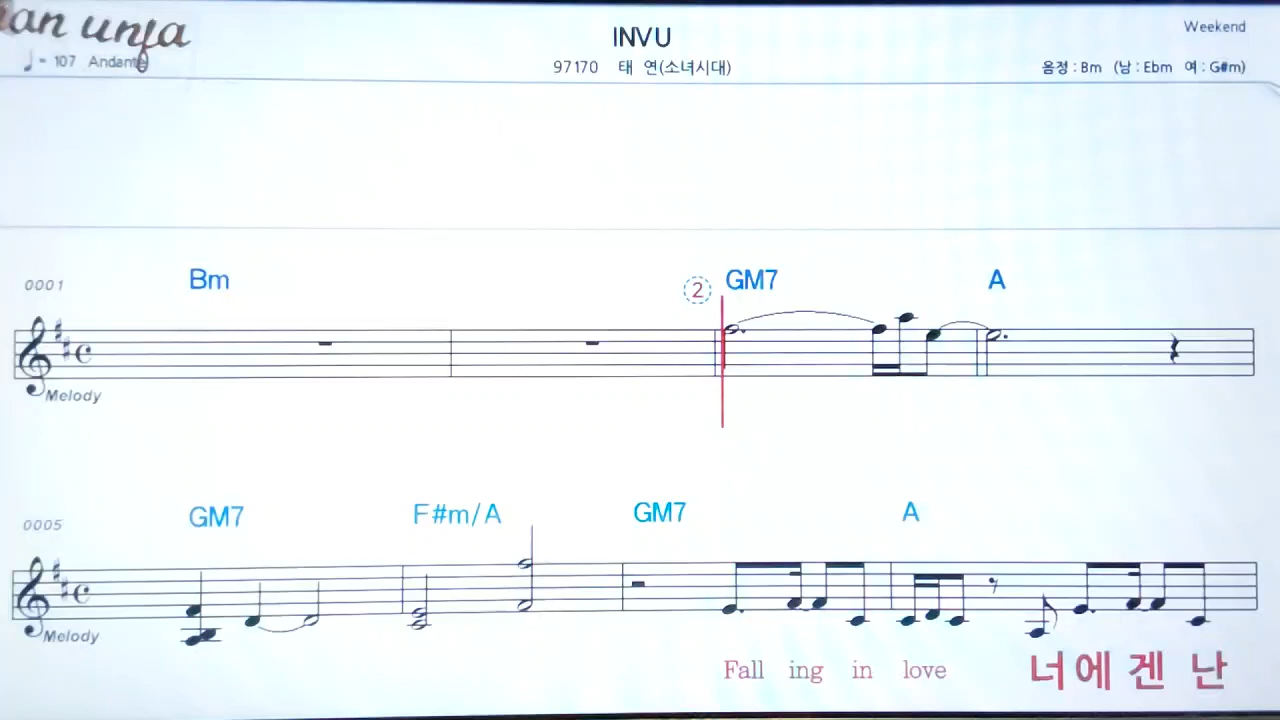 an unja
INVU
Weekend
♩= 107 Andante
97170 태 연(소녀시대)
음정 : Bm (남 : Ebm 여 : G#m)
0001 Bm ② GM7 A
Melody
0005 GM7 F#m/A GM7 A
Melody
Fall ing in love 너 에 겐 난